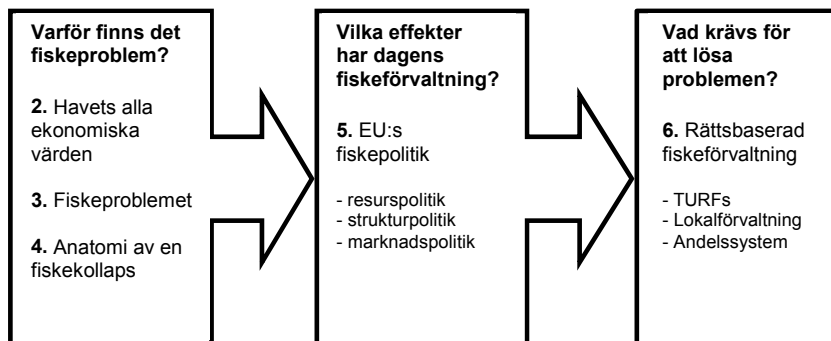 Varför finns det
fiskeproblem?
2. Havets alla
ekonomiska
värden
3. Fiskeproblemet
4. Anatomi av en
fiskekollaps
Vilka effekter
har dagens
fiskeförvaltning?
5. EU:s
fiskepolitik
- resurspolitik
- strukturpolitik
- marknadspolitik
Vad krävs för
att lösa
problemen?
6. Rättsbaserad
fiskeförvaltning
- TURFs
- Lokalförvaltning
- Andelssystem